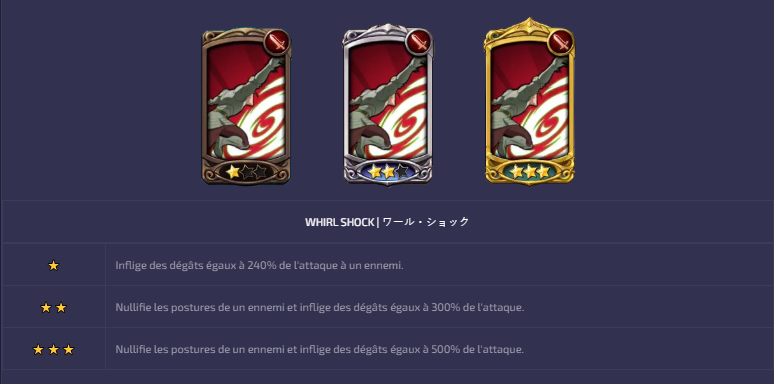 WHIRL SHOCK | ワール・ショック
Inflige des dégâts égaux à 240% de l'attaque à un ennemi.
Nullifie les postures de un ennemi et inflige des dégâts égaux à 300% de l'attaque.
Nullifie les postures de un ennemi et inflige des dégâts égaux à 500% de l'attaque.